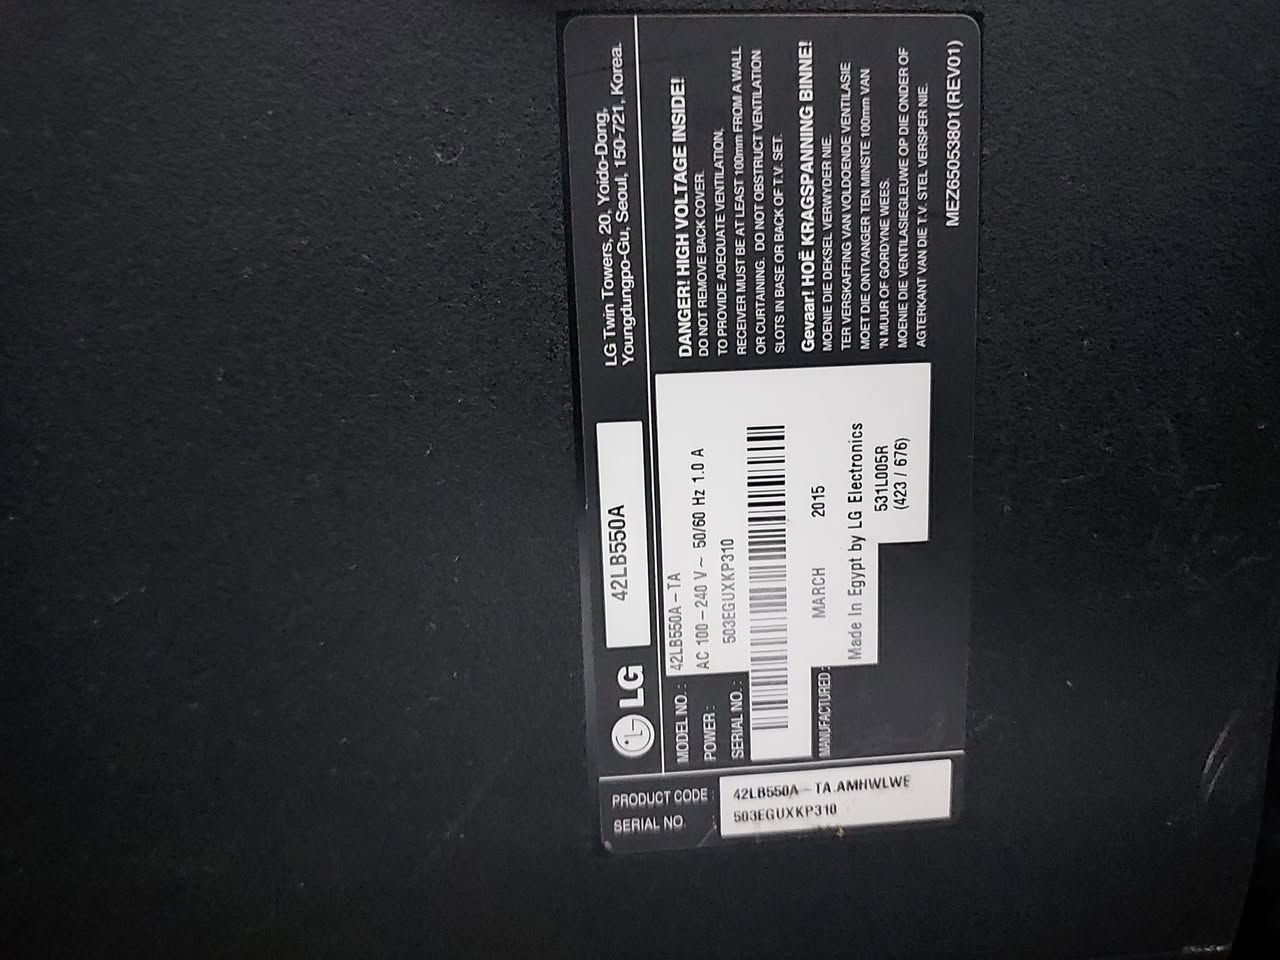 LG 42LB550A
LG Twin Towers, 20, Yoido-Dong,
Youngdungpo-Gu, Seoul, 150-721, Korea.
MODEL NO. : 42LB550A-TA
POWER : AC 100-240 V ~ 50/60 Hz 1.0 A
SERIAL NO. : 503EGUXKP310
MANUFACTURED : MARCH 2015
Made In Egypt by LG Electronics
531L005R
(423 / 676)
DANGER! HIGH VOLTAGE INSIDE!
DO NOT REMOVE BACK COVER.
TO PROVIDE ADEQUATE VENTILATION,
RECEIVER MUST BE AT LEAST 100mm FROM A WALL
OR CURTAINING. DO NOT OBSTRUCT VENTILATION
SLOTS IN BASE OR BACK OF T.V. SET.
Gevaar! HOË KRAGSPANNING BINNE!
MOENIE DIE DEKSEL VERWYDER NIE.
TER VERSKAFFING VAN VOLDOENDE VENTILASIE
MOET DIE ONTVANGER TEN MINSTE 100mm VAN
'N MUUR OF GORDYNE WEES.
MOENIE DIE VENTILASIEGLEUWE OP DIE ONDER OF
AGTERKANT VAN DIE T.V. STEL VERSPER NIE.
MEZ65053801(REV01)
PRODUCT CODE : 42LB550A-TA.AMHWLWE
SERIAL NO. 503EGUXKP310